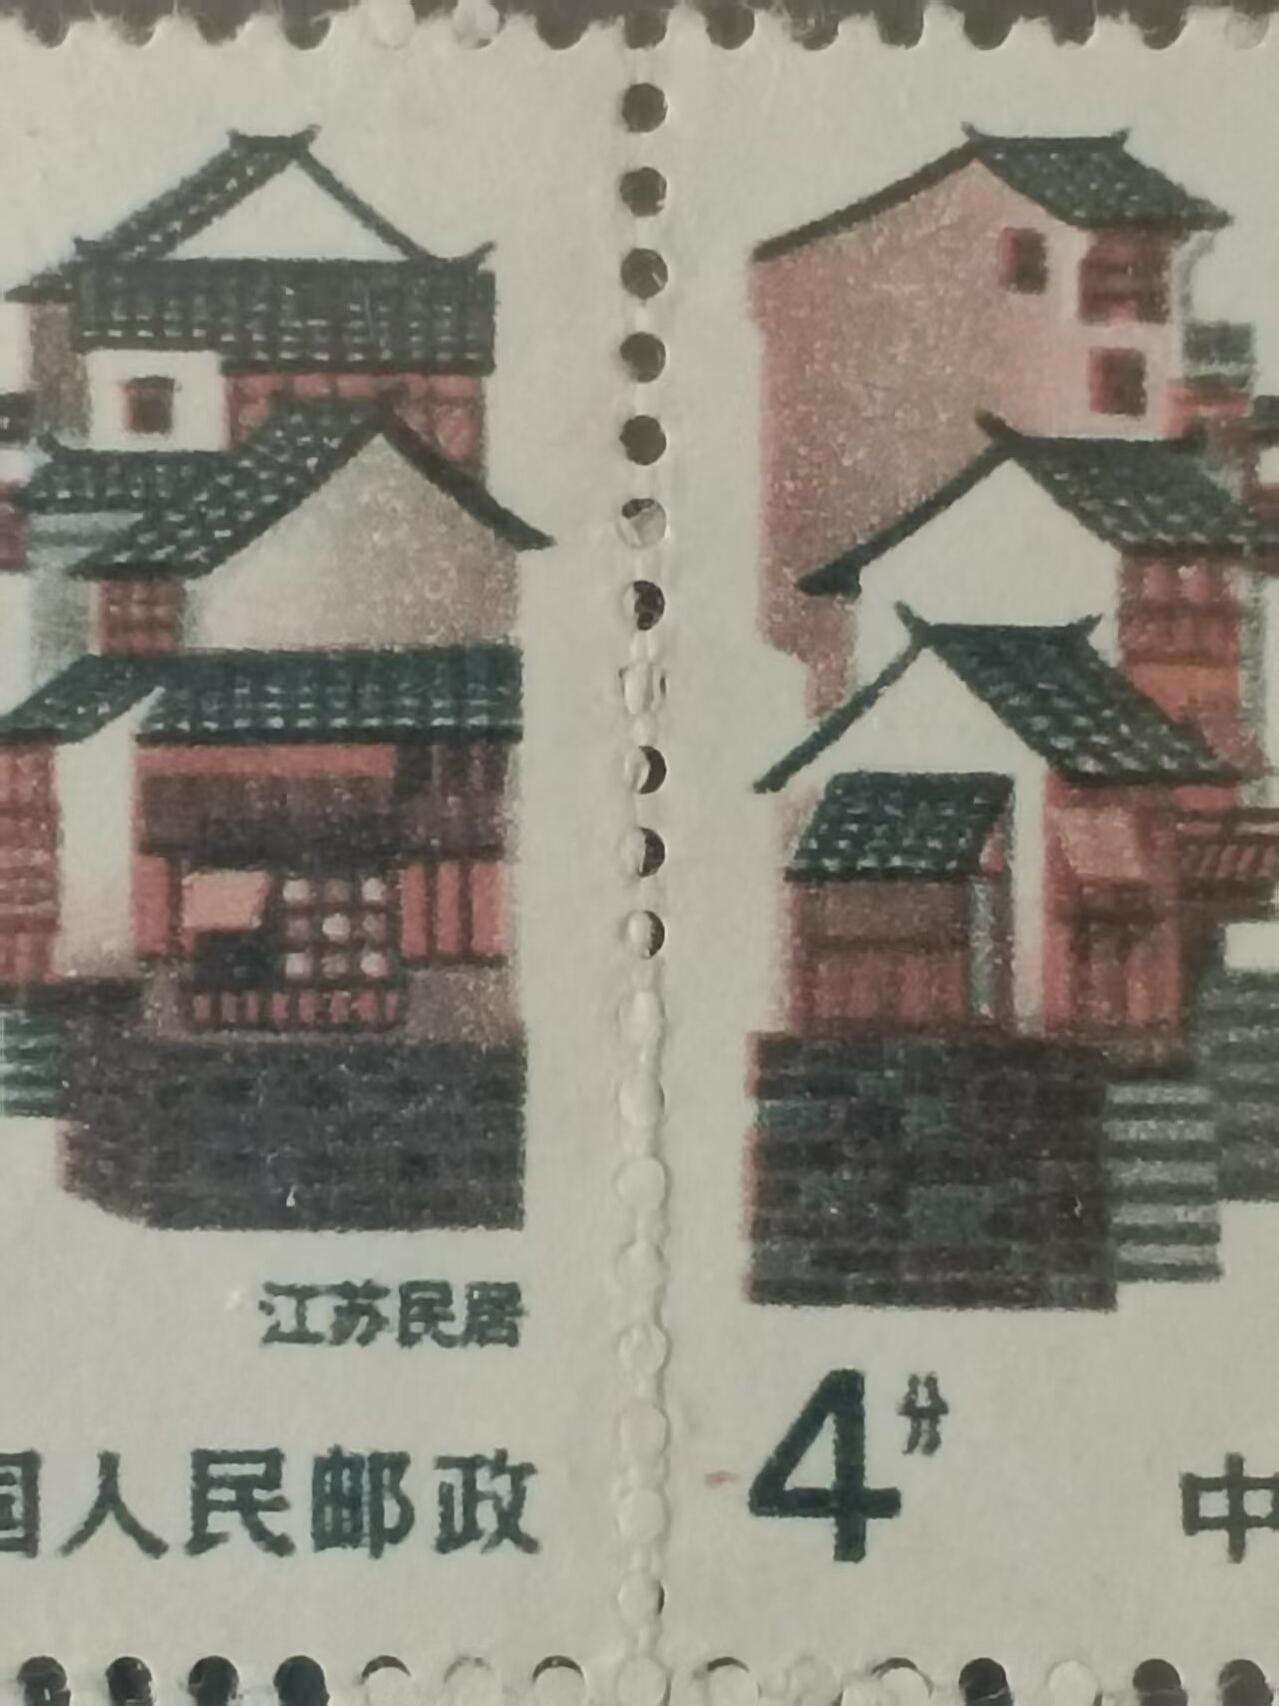 江苏民居
国人民邮政
4分
中